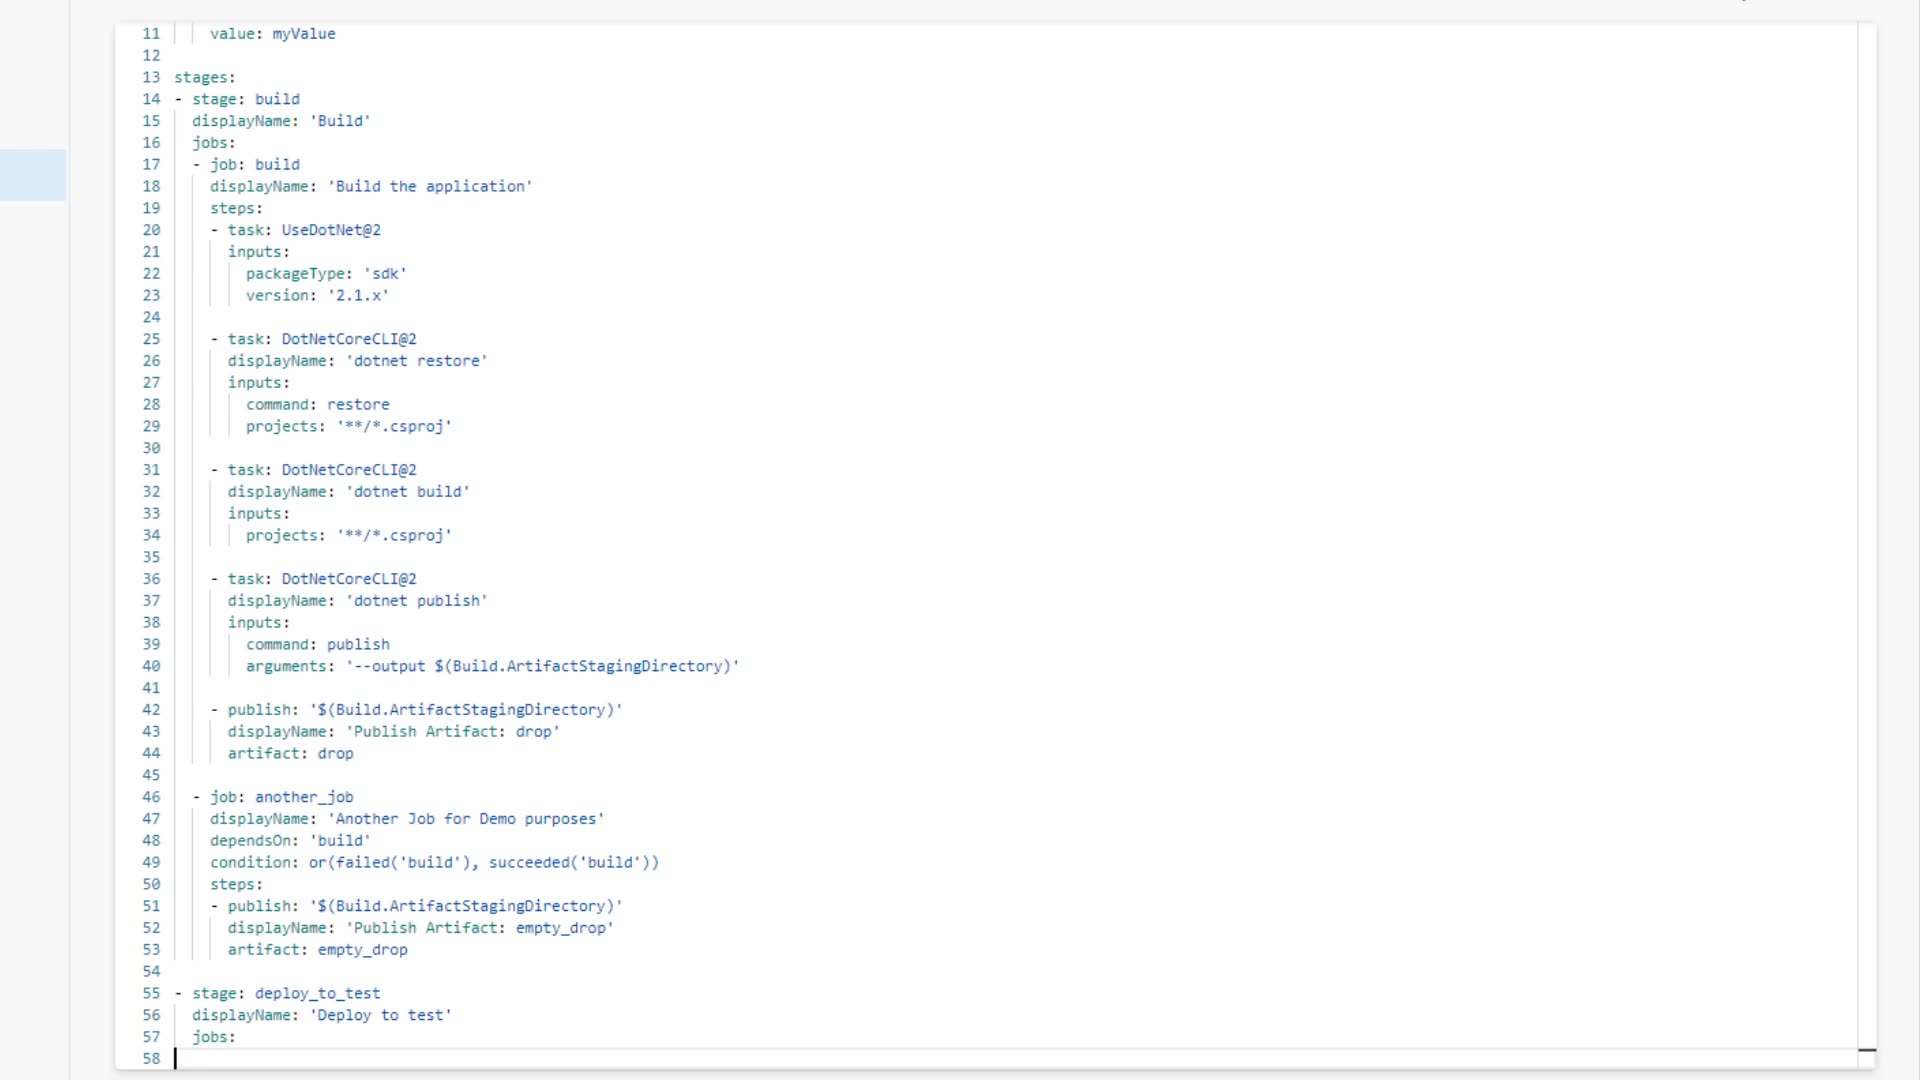 11 value: myValue
12
13 stages:
14 - stage: build
15 displayName: 'Build'
16 jobs:
17 - job: build
18 displayName: 'Build the application'
19 steps:
20 - task: UseDotNet@2
21 inputs:
22 packageType: 'sdk'
23 version: '2.1.x'
24
25 - task: DotNetCoreCLI@2
26 displayName: 'dotnet restore'
27 inputs:
28 command: restore
29 projects: '**/*.csproj'
30
31 - task: DotNetCoreCLI@2
32 displayName: 'dotnet build'
33 inputs:
34 projects: '**/*.csproj'
35
36 - task: DotNetCoreCLI@2
37 displayName: 'dotnet publish'
38 inputs:
39 command: publish
40 arguments: '--output $(Build.ArtifactStagingDirectory)'
41
42 - publish: '$(Build.ArtifactStagingDirectory)'
43 displayName: 'Publish Artifact: drop'
44 artifact: drop
45
46 - job: another_job
47 displayName: 'Another Job for Demo purposes'
48 dependsOn: 'build'
49 condition: or(failed('build'), succeeded('build'))
50 steps:
51 - publish: '$(Build.ArtifactStagingDirectory)'
52 displayName: 'Publish Artifact: empty_drop'
53 artifact: empty_drop
54
55 - stage: deploy_to_test
56 displayName: 'Deploy to test'
57 jobs:
58